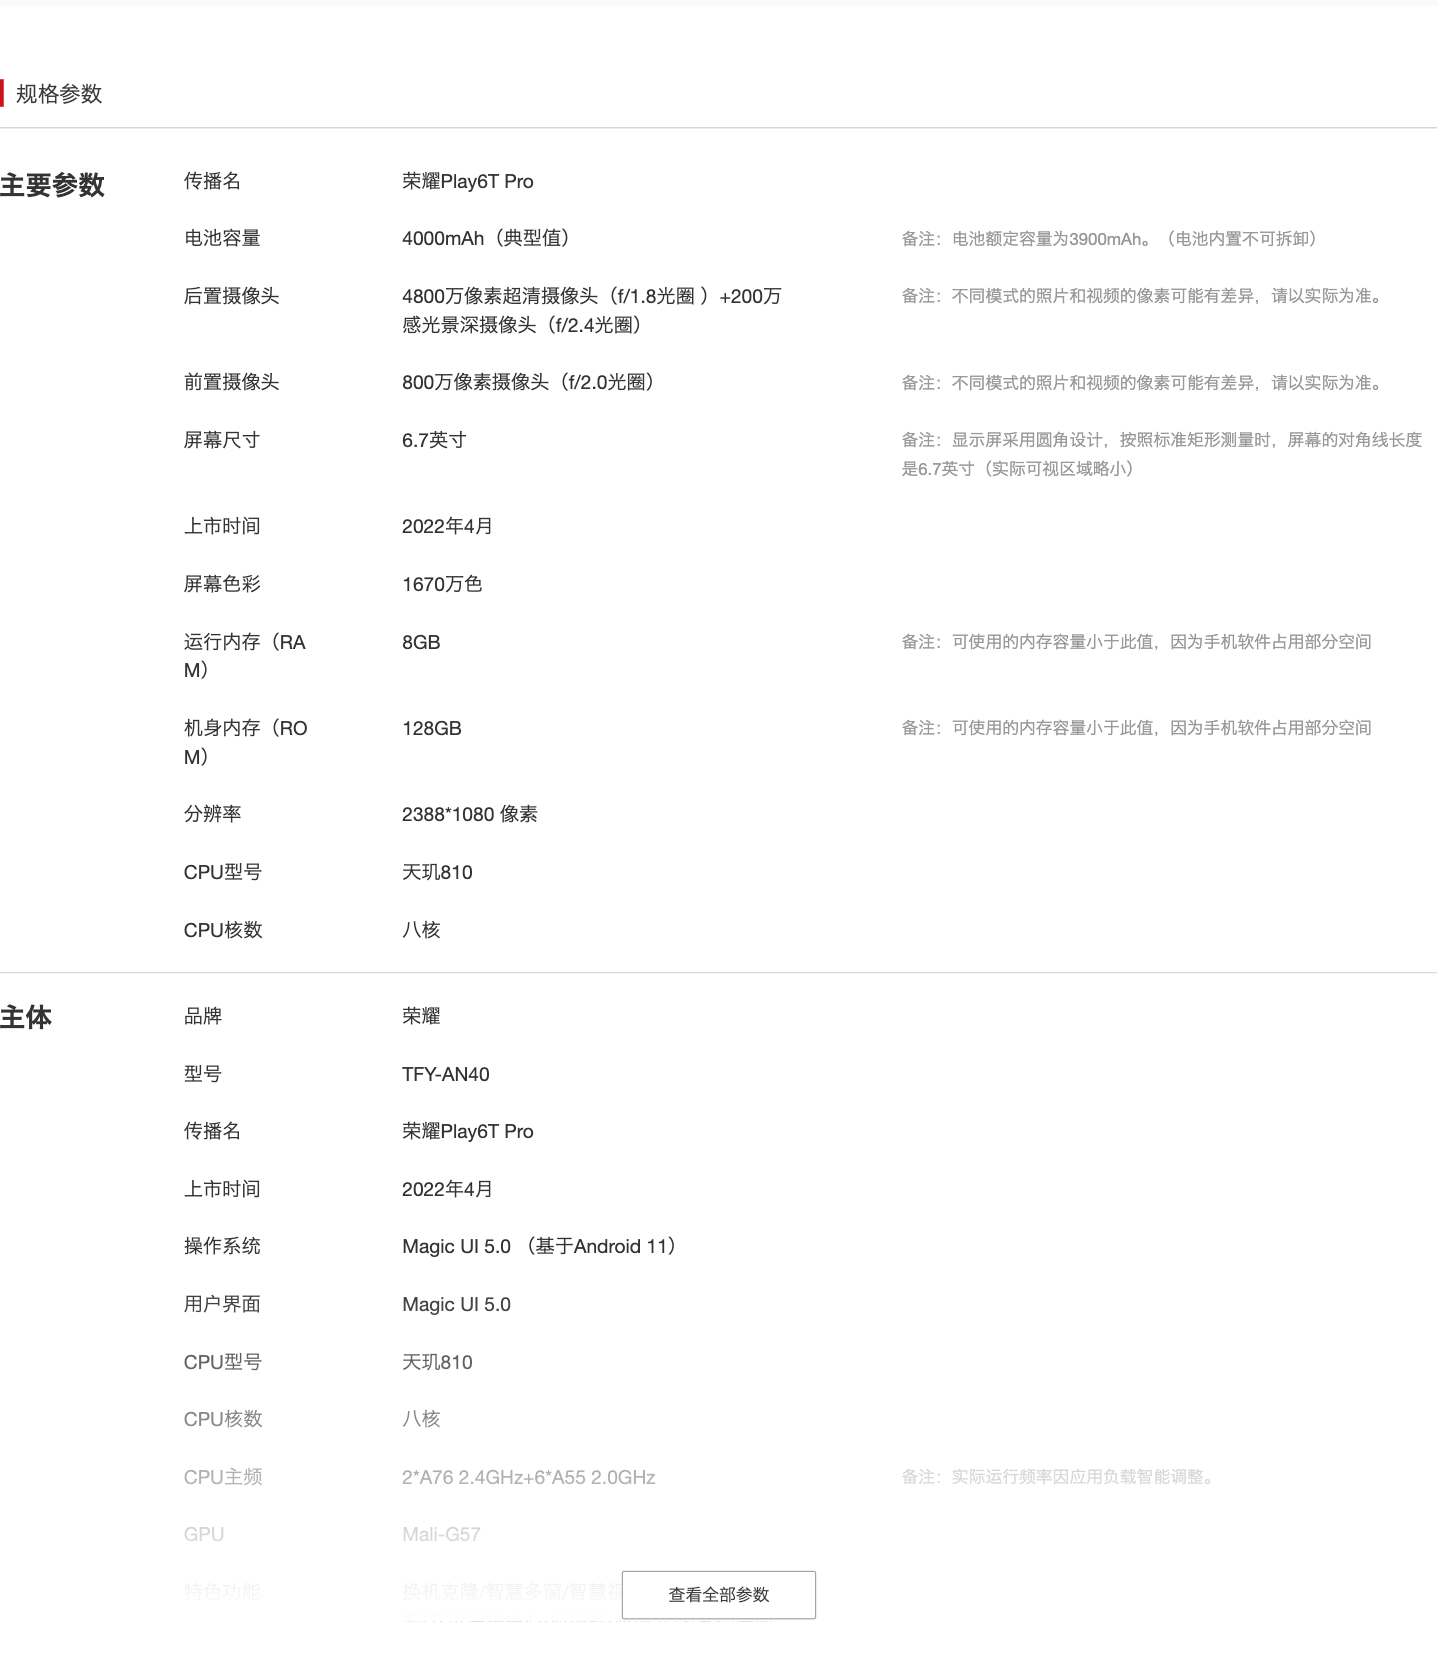 规格参数
主要参数
传播名
荣耀Play6T Pro
电池容量
4000mAh（典型值）
备注：电池额定容量为3900mAh。（电池内置不可拆卸）
后置摄像头
4800万像素超清摄像头（f/1.8光圈 ）+200万
感光景深摄像头（f/2.4光圈）
备注：不同模式的照片和视频的像素可能有差异，请以实际为准。
前置摄像头
800万像素摄像头（f/2.0光圈）
备注：不同模式的照片和视频的像素可能有差异，请以实际为准。
屏幕尺寸
6.7英寸
备注：显示屏采用圆角设计，按照标准矩形测量时，屏幕的对角线长度
是6.7英寸（实际可视区域略小）
上市时间
2022年4月
屏幕色彩
1670万色
运行内存（RA
M）
8GB
备注：可使用的内存容量小于此值，因为手机软件占用部分空间
机身内存（RO
M）
128GB
备注：可使用的内存容量小于此值，因为手机软件占用部分空间
分辨率
2388*1080 像素
CPU型号
天玑810
CPU核数
八核
主体
品牌
荣耀
型号
TFY-AN40
传播名
荣耀Play6T Pro
上市时间
2022年4月
操作系统
Magic UI 5.0 （基于Android 11）
用户界面
Magic UI 5.0
CPU型号
天玑810
CPU核数
八核
CPU主频
2*A76 2.4GHz+6*A55 2.0GHz
备注：实际运行频率因应用负载智能调整。
GPU
Mali-G57
特色功能
换机克隆/智慧多窗/智慧视
查看全部参数